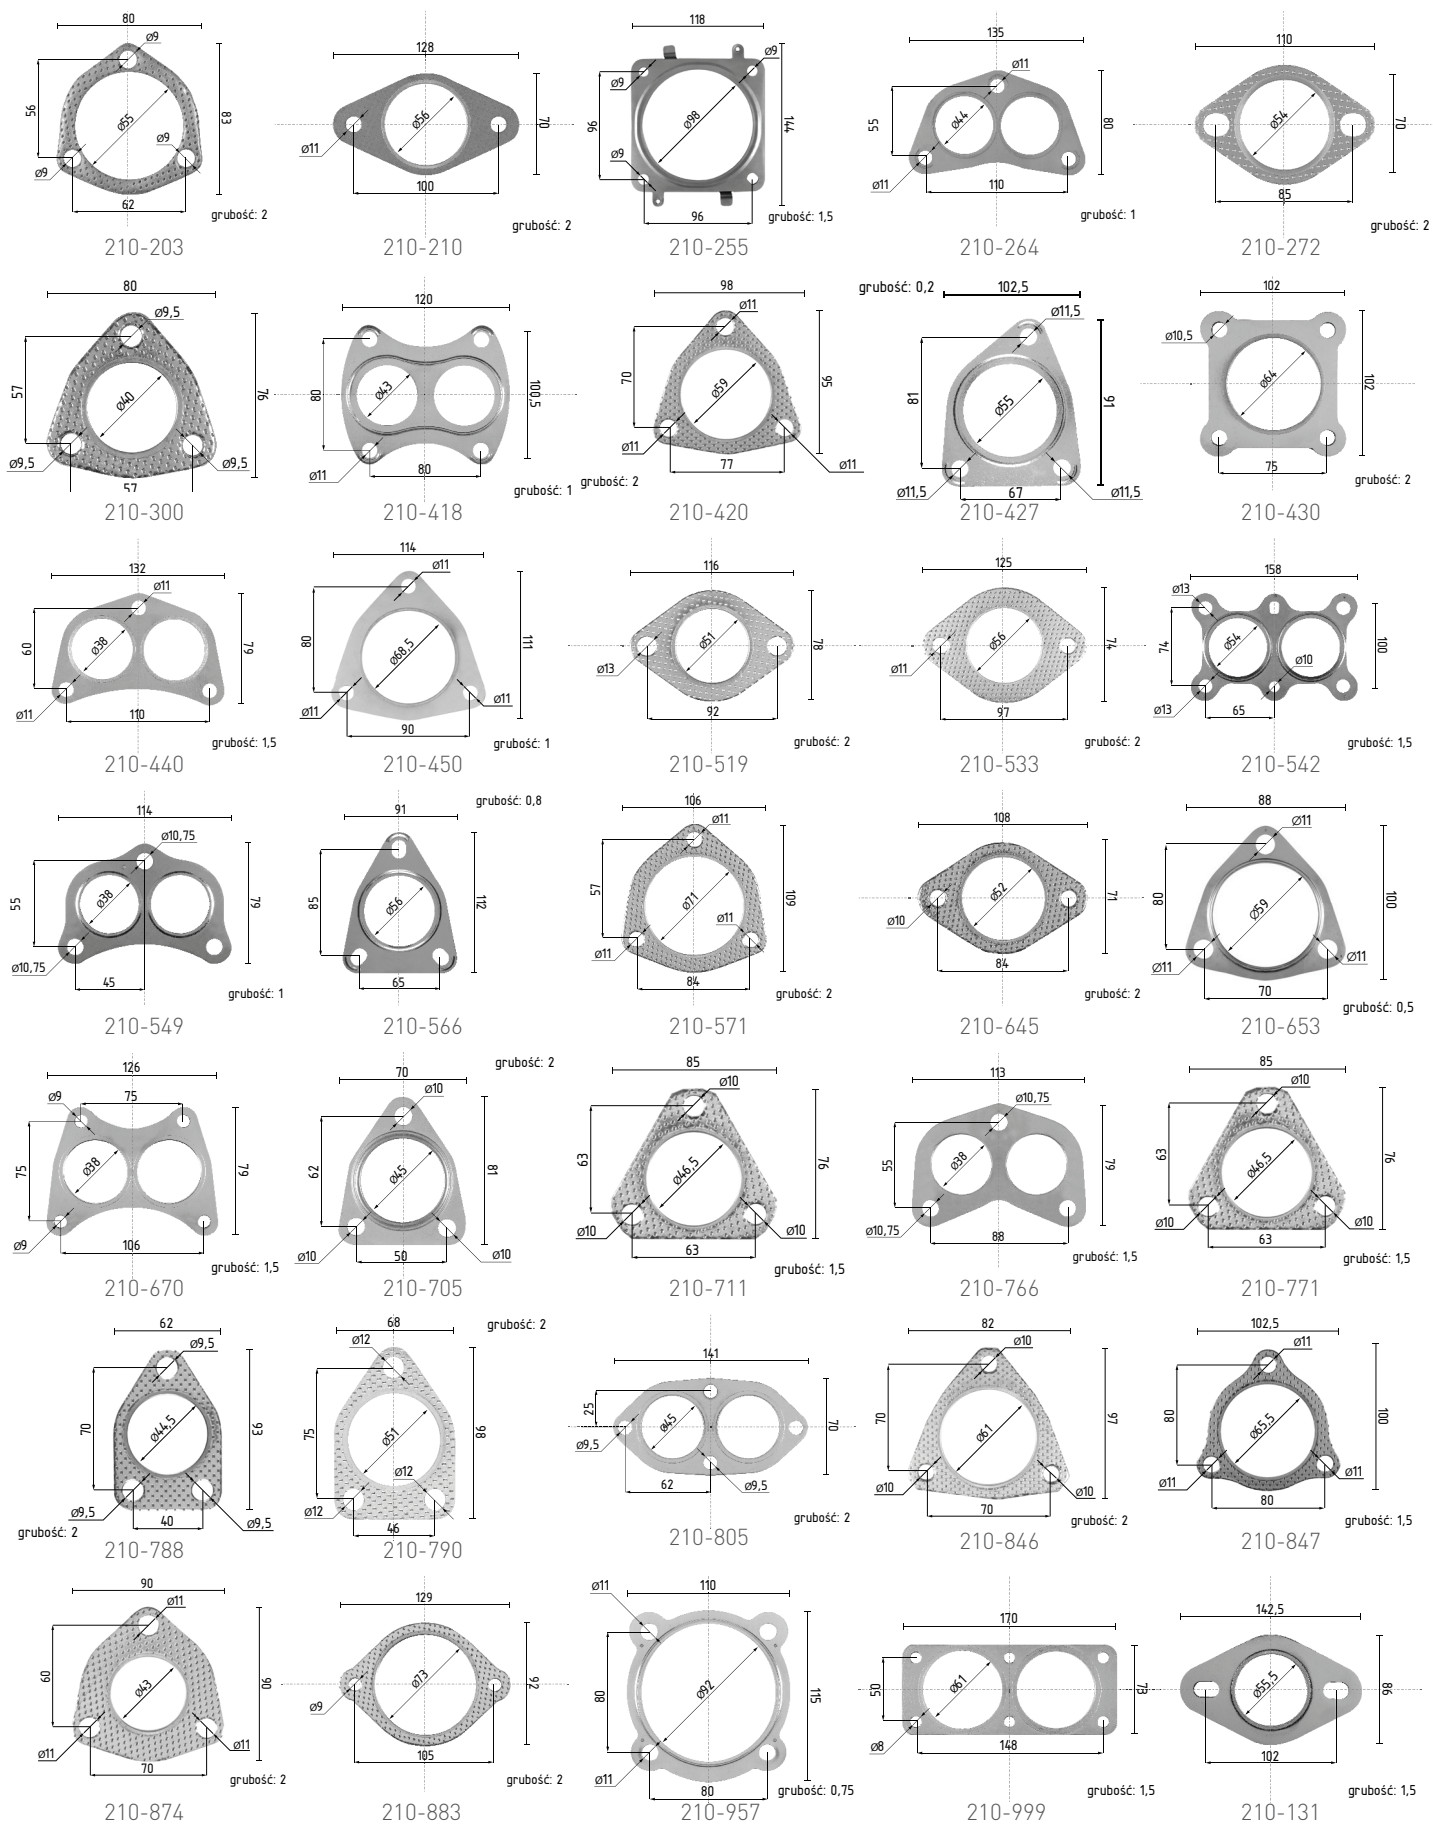 80
ø9
56
ø55
83
ø9
ø9
62
grubość: 2
210-203
128
ø56
70
ø11
100
grubość: 2
210-210
118
ø9
ø9
96
ø98
144
ø9
96
grubość: 1,5
210-255
135
ø11
55
ø44
80
ø11
110
grubość: 1
210-264
110
ø54
70
85
grubość: 2
210-272
80
ø9,5
57
ø40
76
ø9,5
ø9,5
57
210-300
120
80
ø43
100,5
ø11
80
grubość: 1
210-418
98
ø11
70
ø59
95
ø11
ø11
77
grubość: 2
210-420
grubość: 0,2
102,5
ø11,5
81
ø55
91
ø11,5
67
ø11,5
210-427
102
ø10,5
ø64
102
75
grubość: 2
210-430
132
ø11
60
ø38
79
ø11
110
grubość: 1,5
210-440
114
ø11
80
ø68,5
111
ø11
ø11
90
grubość: 1
210-450
116
ø51
78
ø13
92
grubość: 2
210-519
125
ø56
74
ø11
97
grubość: 2
210-533
158
ø13
74
ø54
100
ø10
ø13
65
grubość: 1,5
210-542
114
ø10,75
55
ø38
79
ø10,75
45
grubość: 1
210-549
grubość: 0,8
91
85
ø56
112
65
210-566
106
ø11
57
ø71
109
ø11
ø11
84
grubość: 2
210-571
108
ø52
71
ø10
84
grubość: 2
210-645
88
ø11
80
ø59
100
ø11
ø11
70
grubość: 0,5
210-653
126
ø9
75
75
ø38
79
ø9
106
grubość: 1,5
210-670
grubość: 2
70
ø10
62
ø45
81
ø10
ø10
50
210-705
85
ø10
63
ø46,5
76
ø10
ø10
63
grubość: 1,5
210-711
113
ø10,75
55
ø38
79
ø10,75
88
grubość: 1,5
210-766
85
ø10
63
ø46,5
76
ø10
ø10
63
grubość: 1,5
210-771
62
ø9,5
70
ø44,5
93
ø9,5
40
ø9,5
grubość: 2
210-788
68
grubość: 2
ø12
75
ø51
98
ø12
ø12
46
210-790
141
25
ø45
70
ø9,5
62
ø9,5
grubość: 2
210-805
82
ø10
70
ø61
97
ø10
ø10
70
grubość: 2
210-846
102,5
ø11
80
ø65,5
100
ø11
ø11
80
grubość: 1,5
210-847
90
ø11
60
ø43
90
ø11
ø11
70
grubość: 2
210-874
129
ø73
92
ø9
105
grubość: 2
210-883
ø11
110
80
ø92
115
ø11
80
grubość: 0,75
210-957
170
50
ø61
73
ø8
148
grubość: 1,5
210-999
142,5
ø55,5
86
102
grubość: 1,5
210-131